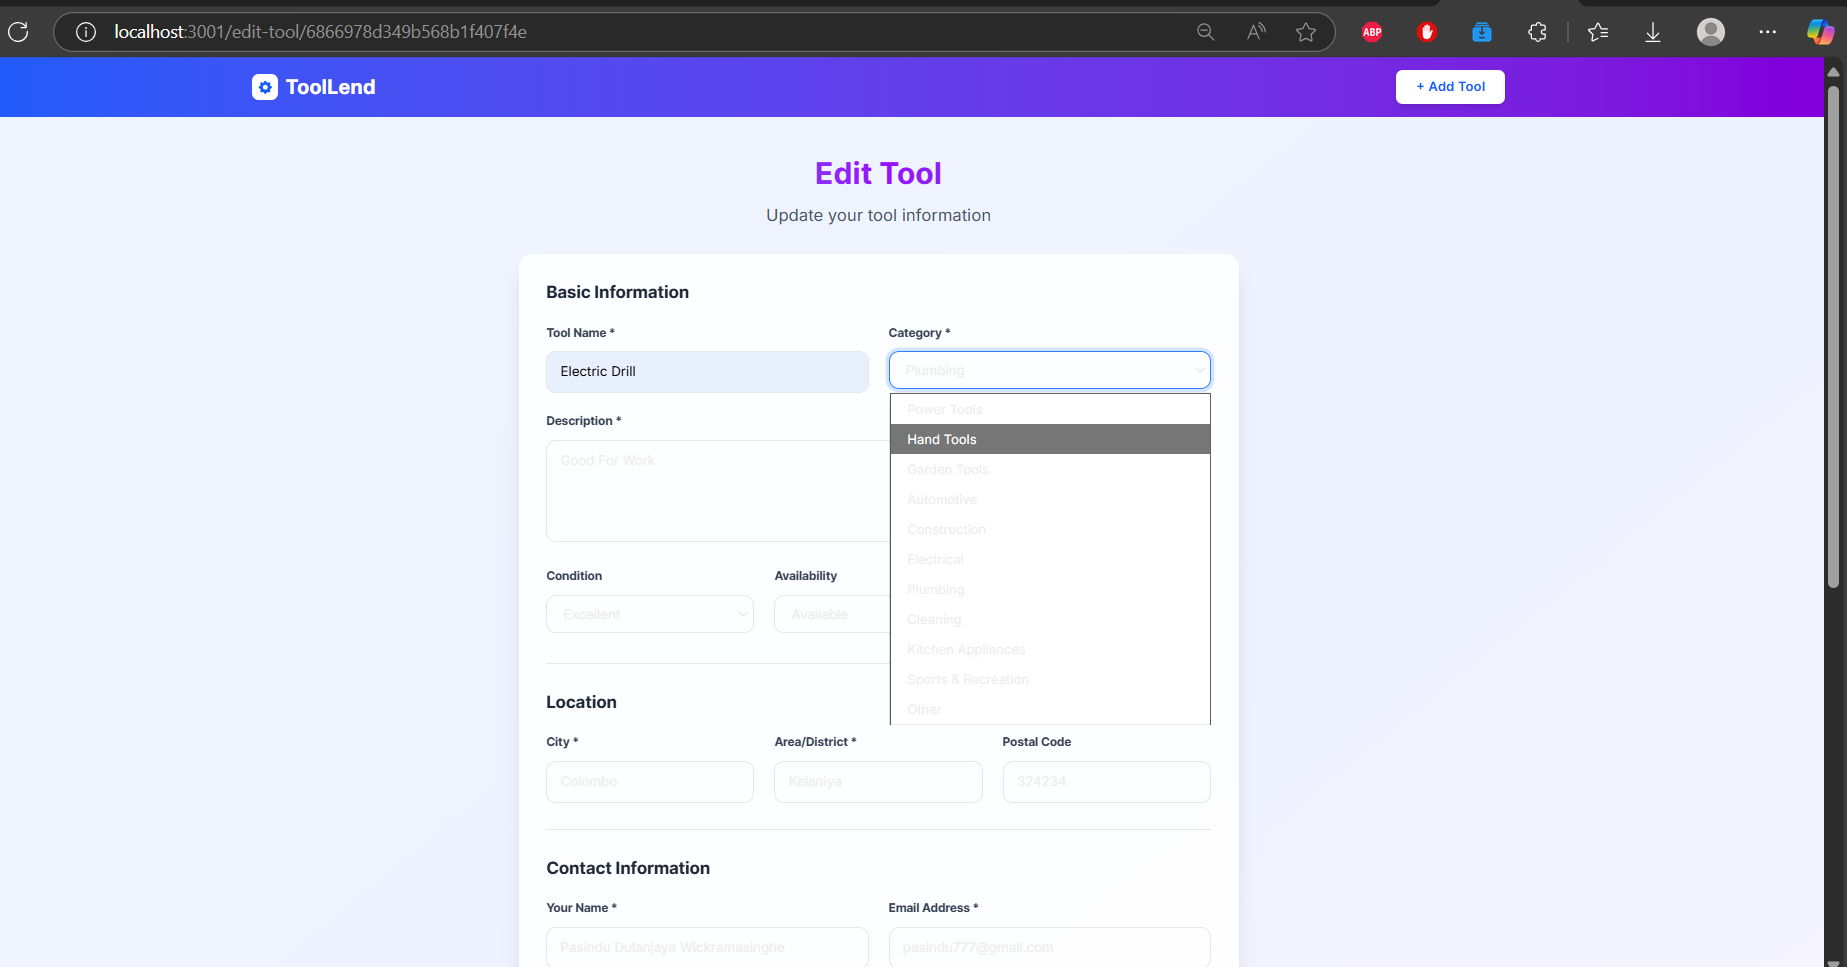 localhost:3001/edit-tool/6866978d349b568b1f407f4e
ABP
ToolLend
+ Add Tool
Edit Tool
Update your tool information
Basic Information
Tool Name *
Category *
Electric Drill
Plumbing
Power Tools
Hand Tools
Garden Tools
Automotive
Construction
Electrical
Plumbing
Cleaning
Kitchen Appliances
Sports & Recreation
Other
Description *
Good For Work
Condition
Availability
Excellent
Available
Location
City *
Area/District *
Postal Code
Colombo
Kelaniya
324234
Contact Information
Your Name *
Email Address *
Pasindu Dulanjaya Wickramasinghe
pasindu777@gmail.com